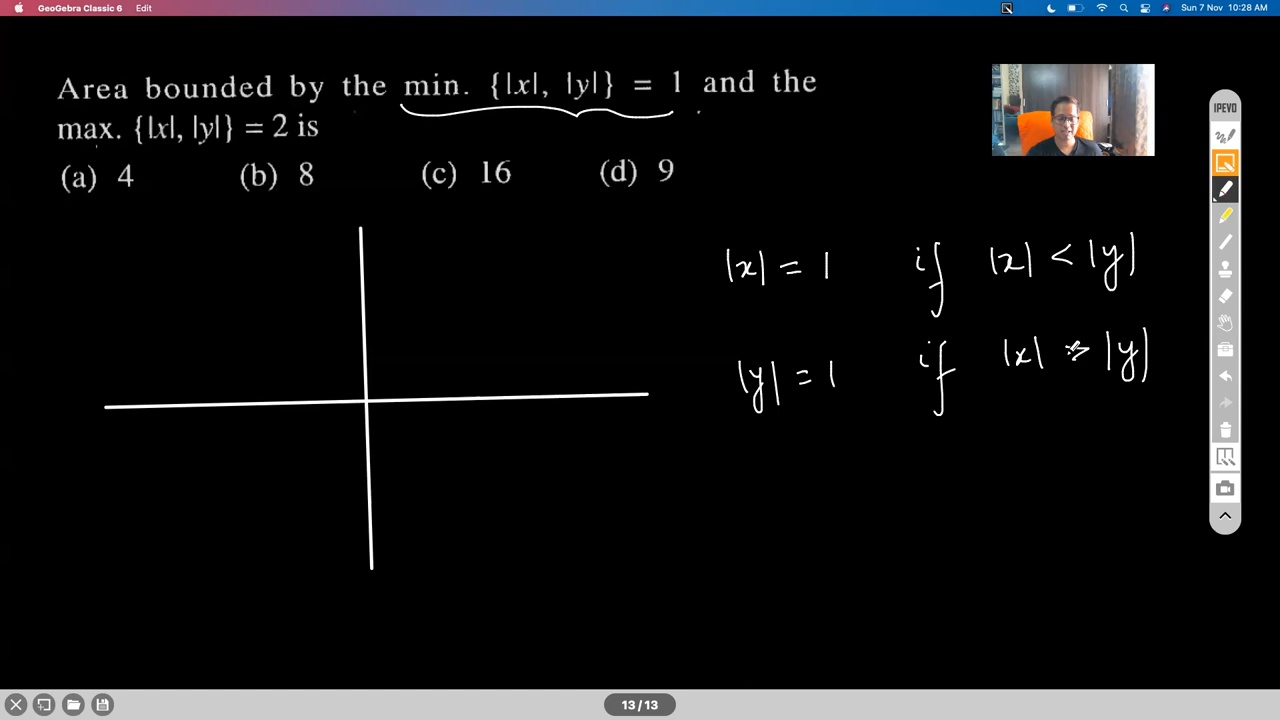 GeoGebra Classic 6 Edit Sun 7 Nov 10:28 AM
Area bounded by the min. {|x|, |y|} = 1 and the
max. {|x|, |y|} = 2 is
(a) 4 (b) 8 (c) 16 (d) 9
IPEVO
|x| = 1 if |x| < |y|
|y| = 1 if |x| > |y|
13/13